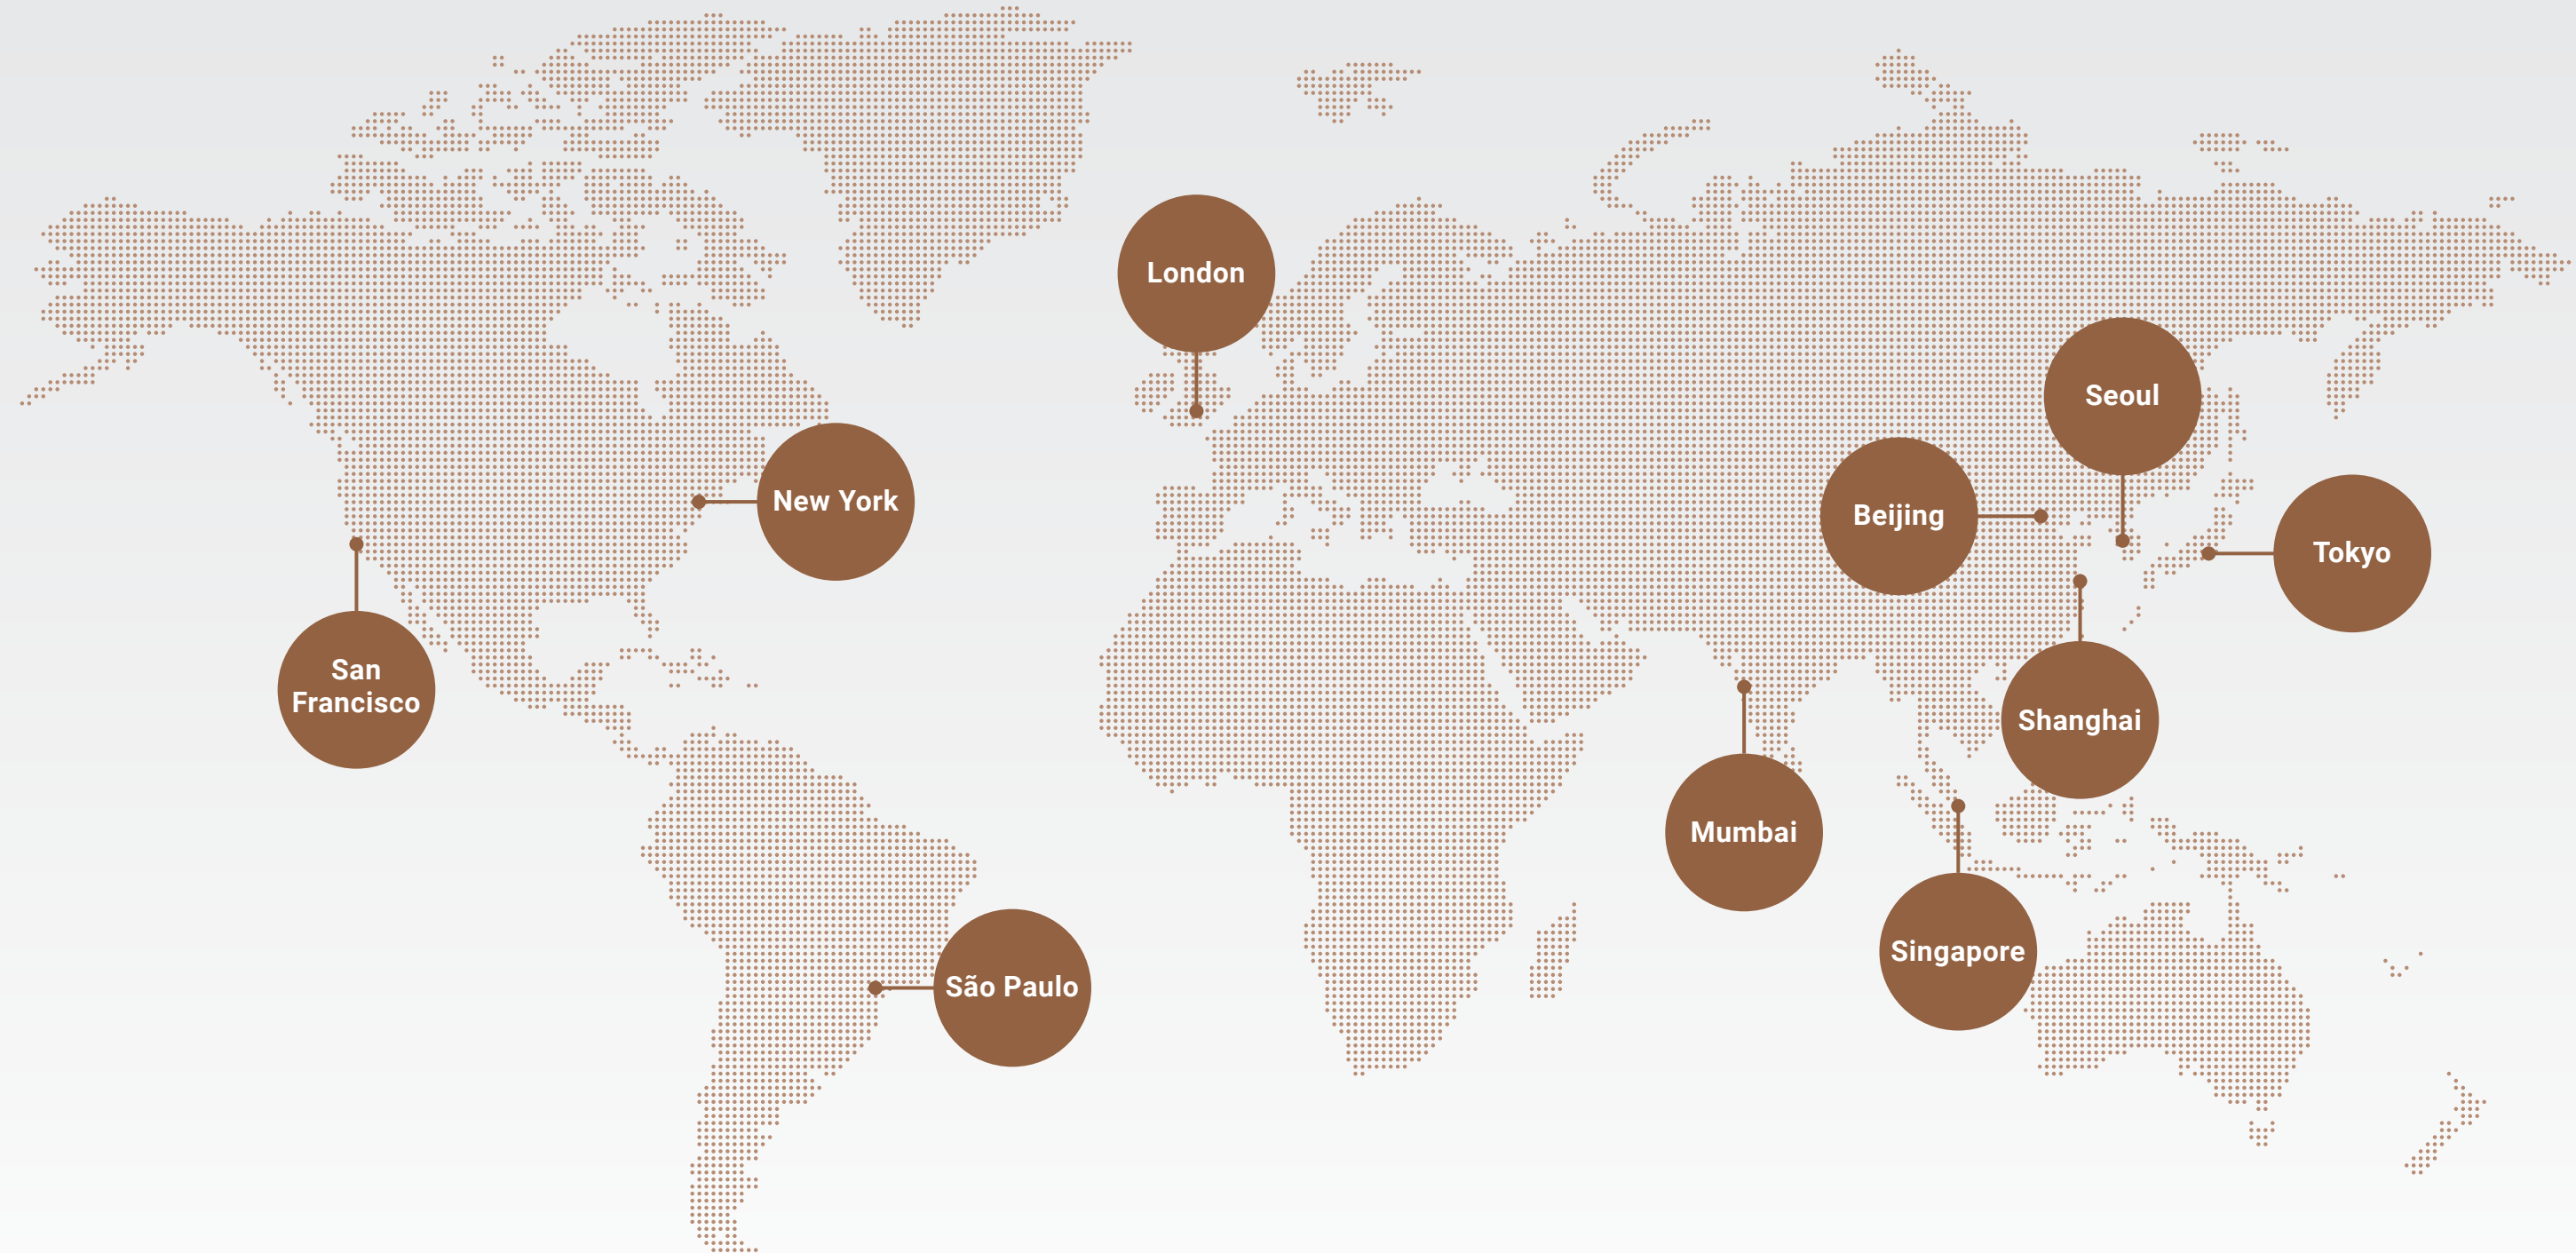 London
Seoul
New York
Beijing
Tokyo
San
Francisco
Shanghai
Mumbai
Singapore
São Paulo